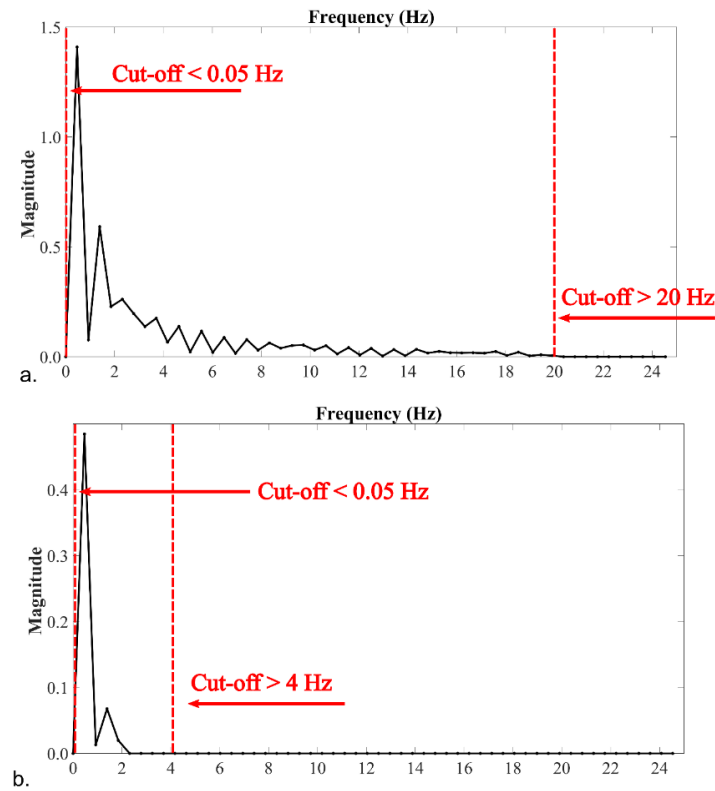 Frequency (Hz)
1.5
Cut-off < 0.05 Hz
1.0
Magnitude
0.5
Cut-off > 20 Hz
0.0
a.
0 2 4 6 8 10 12 14 16 18 20 22 24
Frequency (Hz)
0.4
Cut-off < 0.05 Hz
0.3
Magnitude
0.2
Cut-off > 4 Hz
0.1
0.0
b.
0 2 4 6 8 10 12 14 16 18 20 22 24